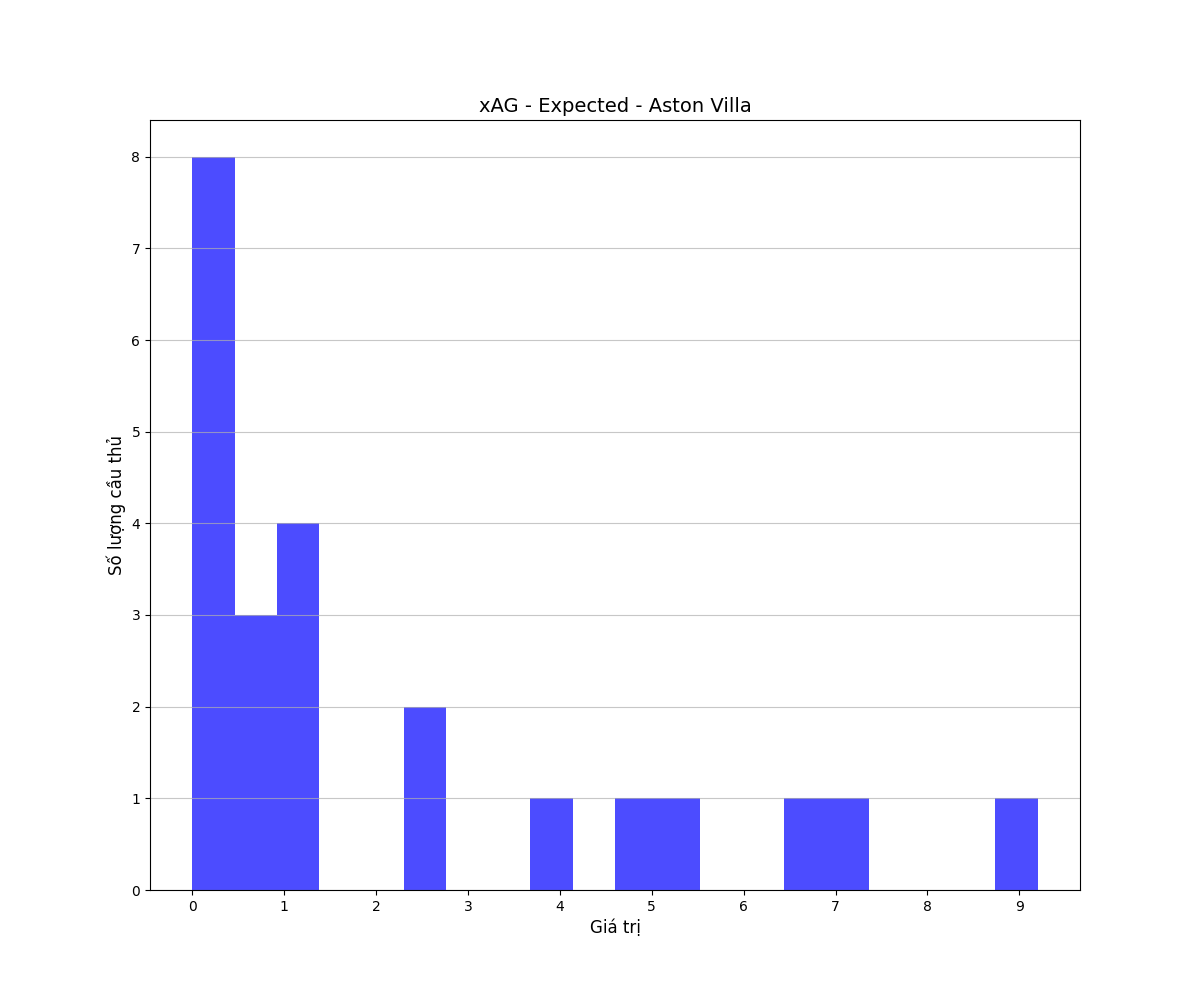 xAG - Expected - Aston Villa
8
7
6
5
4
3
2
1
0
Số lượng cầu thủ
0 1 2 3 4 5 6 7 8 9
Giá trị